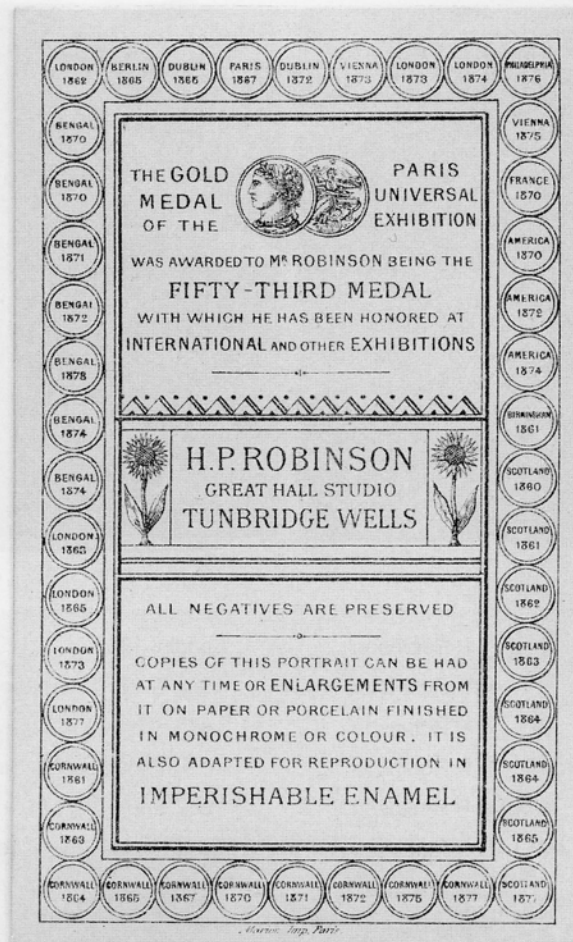 LONDON BERLIN DUBLIN PARIS DUBLIN VIENNA LONDON LONDON PHILADELPHIA
1862 1865 1865 1867 1872 1873 1873 1874 1876
BENGAL
1870
BENGAL
1870
BENGAL
1871
BENGAL
1872
BENGAL
1873
BENGAL
1874
BENGAL
1874
LONDON
1863
LONDON
1865
LONDON
1873
LONDON
1877
CORNWALL
1861
CORNWALL
1863
THE GOLD
MEDAL
OF THE
PARIS
UNIVERSAL
EXHIBITION
WAS AWARDED TO MR ROBINSON BEING THE
FIFTY-THIRD MEDAL
WITH WHICH HE HAS BEEN HONORED AT
INTERNATIONAL AND OTHER EXHIBITIONS
H.P. ROBINSON
GREAT HALL STUDIO
TUNBRIDGE WELLS
ALL NEGATIVES ARE PRESERVED
COPIES OF THIS PORTRAIT CAN BE HAD
AT ANY TIME OR ENLARGEMENTS FROM
IT ON PAPER OR PORCELAIN FINISHED
IN MONOCHROME OR COLOUR. IT IS
ALSO ADAPTED FOR REPRODUCTION IN
IMPERISHABLE ENAMEL
VIENNA
1875
FRANCE
1870
AMERICA
1870
AMERICA
1872
AMERICA
1874
BIRMINGHAM
1861
SCOTLAND
1860
SCOTLAND
1861
SCOTLAND
1862
SCOTLAND
1863
SCOTLAND
1864
SCOTLAND
1864
SCOTLAND
1865
CORNWALL CORNWALL CORNWALL CORNWALL CORNWALL CORNWALL CORNWALL CORNWALL SCOTLAND
1864 1865 1867 1870 1871 1872 1875 1877 1877
Marion Imp. Paris